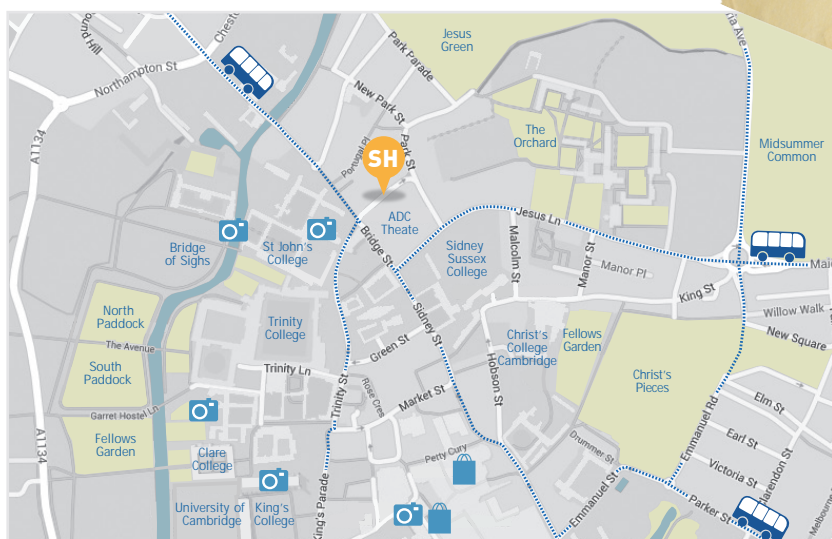 Jesus
Green
Park Parade
New Park St
Portugal Pl
Park St
Northampton St
A1134
The
Orchard
Midsummer
Common
SH
ADC
Theate
Bridge St
Jesus Ln
Bridge
of Sighs
St John's
College
Sidney
Sussex
College
Malcolm St
Manor St
Manor Pl
King St
Willow Walk
New Square
North
Paddock
The Avenue
South
Paddock
Trinity
College
Trinity Ln
Trinity St
Green St
Sidney St
Rose Cres
Market St
Hobson St
Christ's
College
Cambridge
Fellows
Garden
Christ's
Pieces
Garret Hostel Ln
Fellows
Garden
A1134
Clare
College
University of
Cambridge
King's
College
King's Parade
Petty Cury
Drummer St
Emmanuel St
Emmanuel Rd
Elm St
Earl St
Victoria St
Parker St